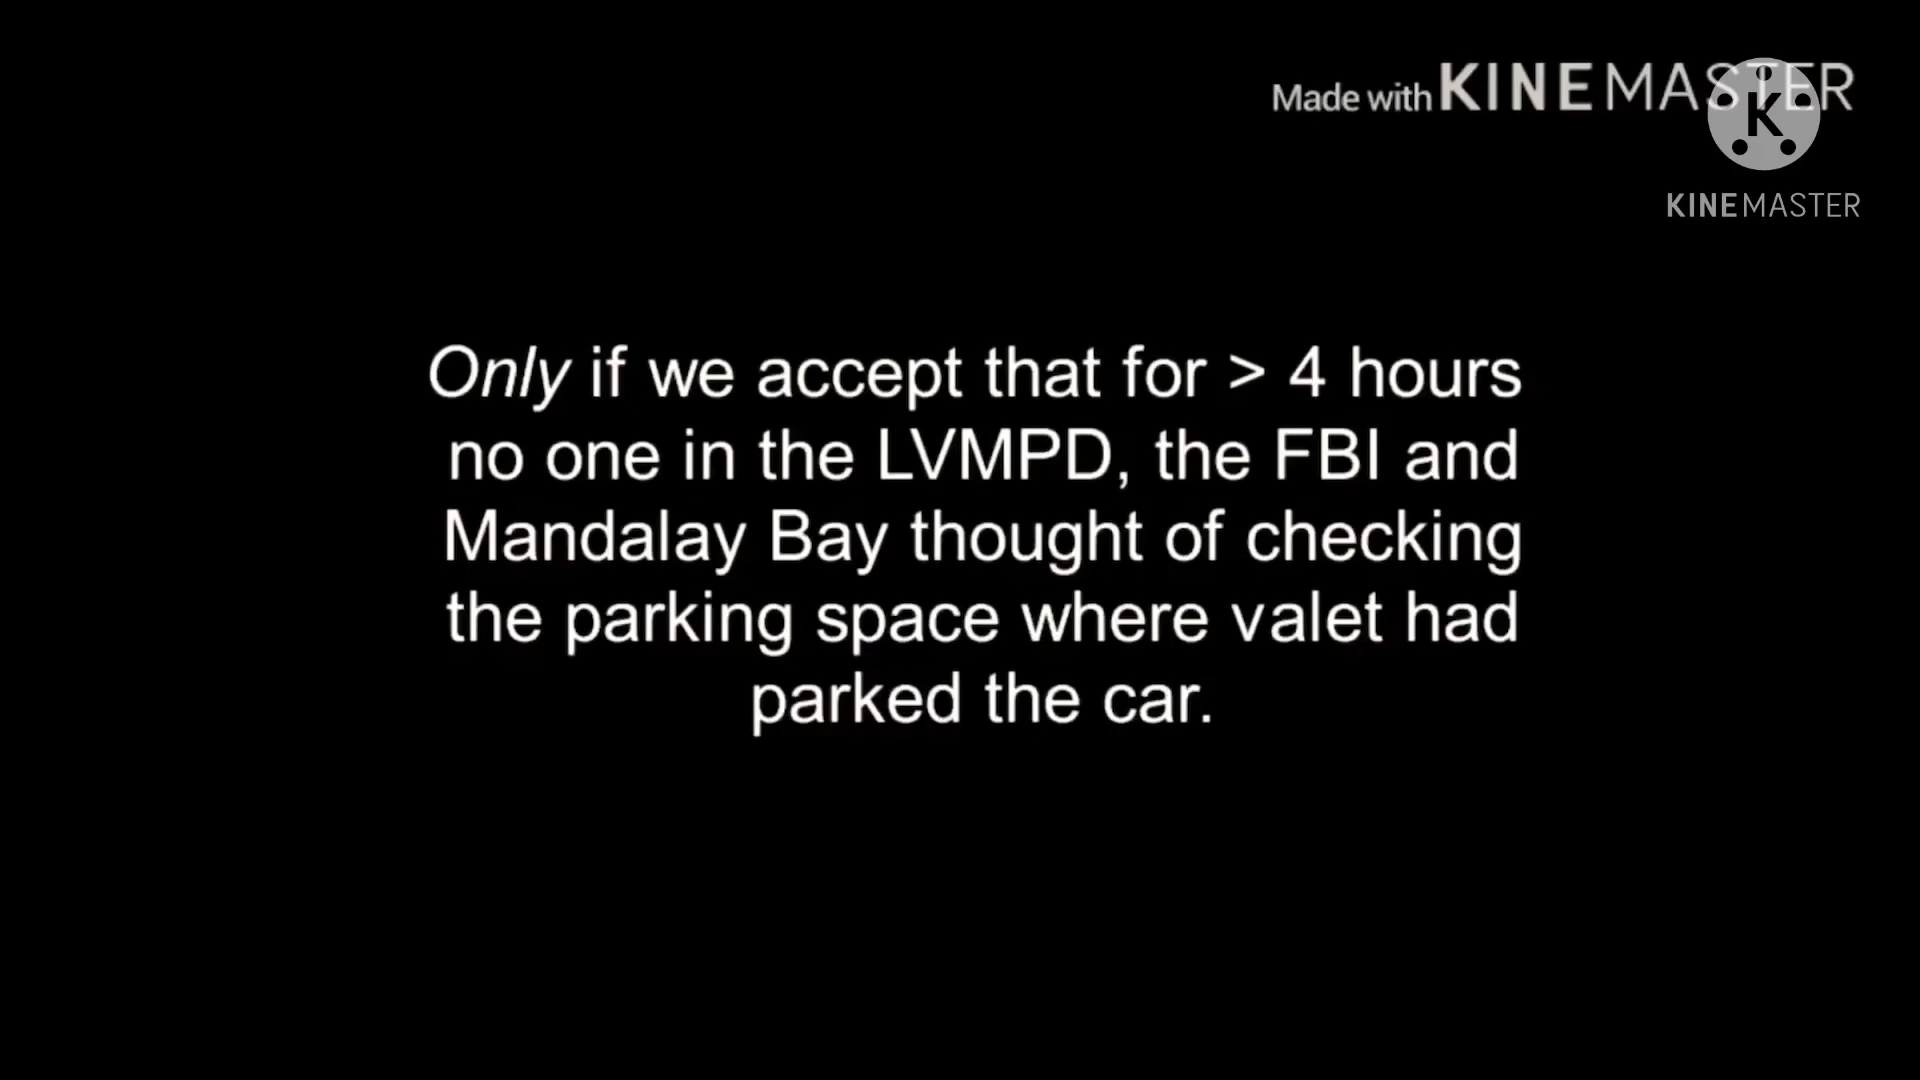 Made with KINEMASTER
K
KINEMASTER
Only if we accept that for > 4 hours
no one in the LVMPD, the FBI and
Mandalay Bay thought of checking
the parking space where valet had
parked the car.